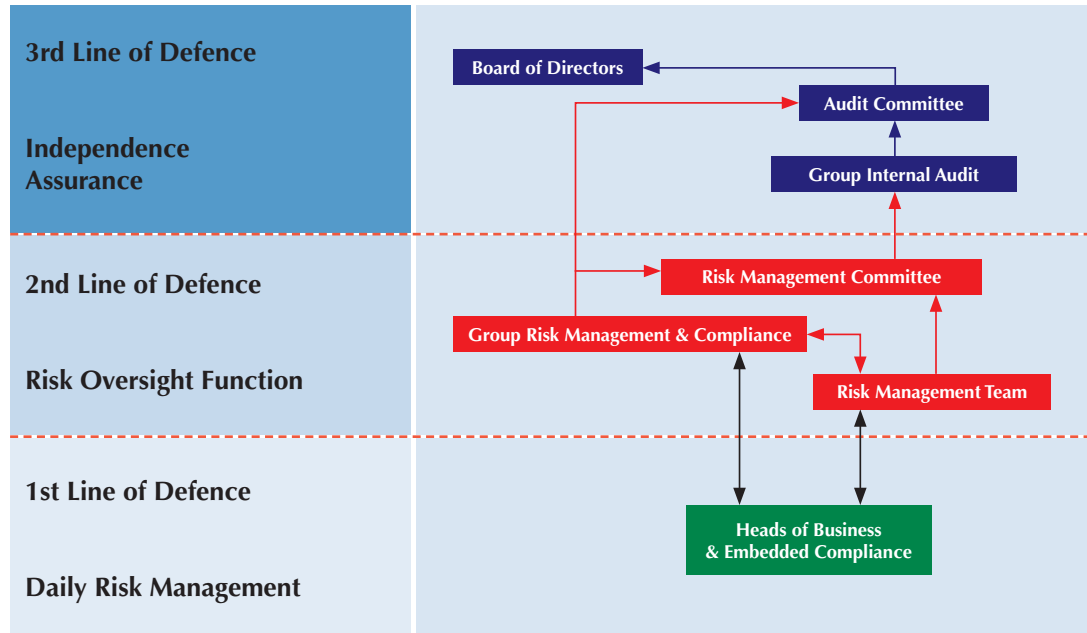 3rd Line of Defence
Independence
Assurance
Board of Directors
Audit Committee
Group Internal Audit
2nd Line of Defence
Risk Oversight Function
Risk Management Committee
Group Risk Management & Compliance
Risk Management Team
1st Line of Defence
Daily Risk Management
Heads of Business
& Embedded Compliance